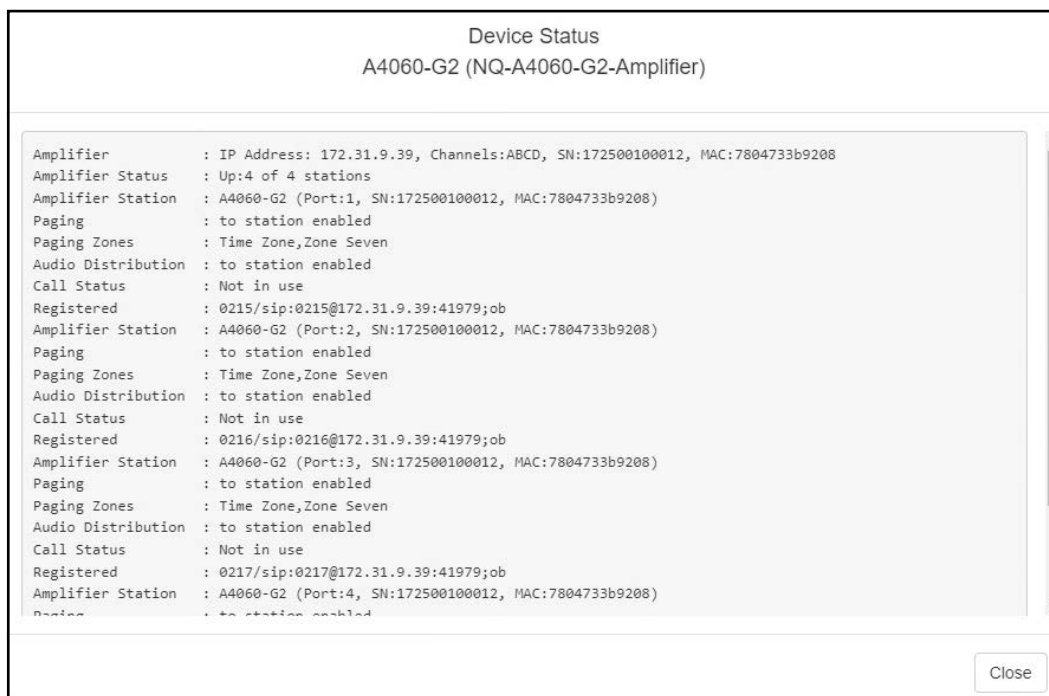 Device Status
A4060-G2 (NQ-A4060-G2-Amplifier)
Amplifier : IP Address: 172.31.9.39, Channels:ABCD, SN:172500100012, MAC:7804733b9208
Amplifier Status : Up:4 of 4 stations
Amplifier Station : A4060-G2 (Port:1, SN:172500100012, MAC:7804733b9208)
Paging : to station enabled
Paging Zones : Time Zone,Zone Seven
Audio Distribution : to station enabled
Call Status : Not in use
Registered : 0215/sip:0215@172.31.9.39:41979;ob
Amplifier Station : A4060-G2 (Port:2, SN:172500100012, MAC:7804733b9208)
Paging : to station enabled
Paging Zones : Time Zone,Zone Seven
Audio Distribution : to station enabled
Call Status : Not in use
Registered : 0216/sip:0216@172.31.9.39:41979;ob
Amplifier Station : A4060-G2 (Port:3, SN:172500100012, MAC:7804733b9208)
Paging : to station enabled
Paging Zones : Time Zone,Zone Seven
Audio Distribution : to station enabled
Call Status : Not in use
Registered : 0217/sip:0217@172.31.9.39:41979;ob
Amplifier Station : A4060-G2 (Port:4, SN:172500100012, MAC:7804733b9208)
Paging : to station enabled
Close